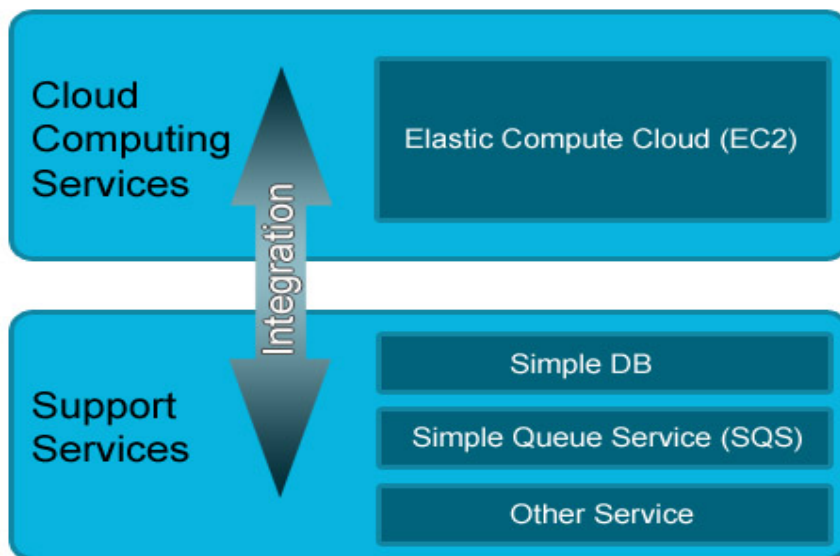 Cloud
Computing
Services
Elastic Compute Cloud (EC2)
Integration
Support
Services
Simple DB
Simple Queue Service (SQS)
Other Service